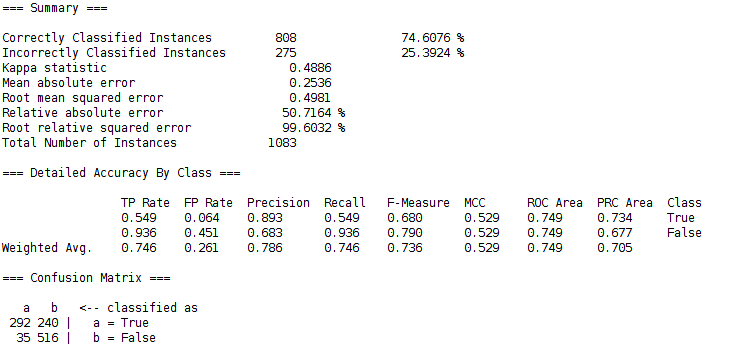 === Summary ===
Correctly Classified Instances 808 74.6076 %
Incorrectly Classified Instances 275 25.3924 %
Kappa statistic 0.4886
Mean absolute error 0.2536
Root mean squared error 0.4981
Relative absolute error 50.7164 %
Root relative squared error 99.6032 %
Total Number of Instances 1083
=== Detailed Accuracy By Class ===
TP Rate FP Rate Precision Recall F-Measure MCC ROC Area PRC Area Class
0.549 0.064 0.893 0.549 0.680 0.529 0.749 0.734 True
0.936 0.451 0.683 0.936 0.790 0.529 0.749 0.677 False
Weighted Avg. 0.746 0.261 0.786 0.746 0.736 0.529 0.749 0.705
=== Confusion Matrix ===
a b <-- classified as
292 240 | a = True
35 516 | b = False